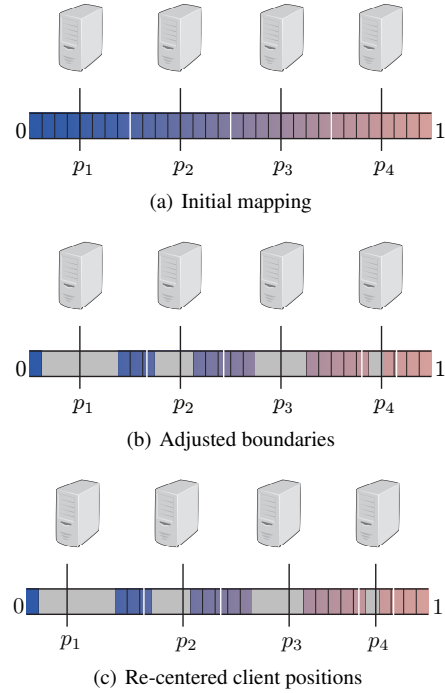 0 1
p1 p2 p3 p4
(a) Initial mapping
0 1
p1 p2 p3 p4
(b) Adjusted boundaries
0 1
p1 p2 p3 p4
(c) Re-centered client positions